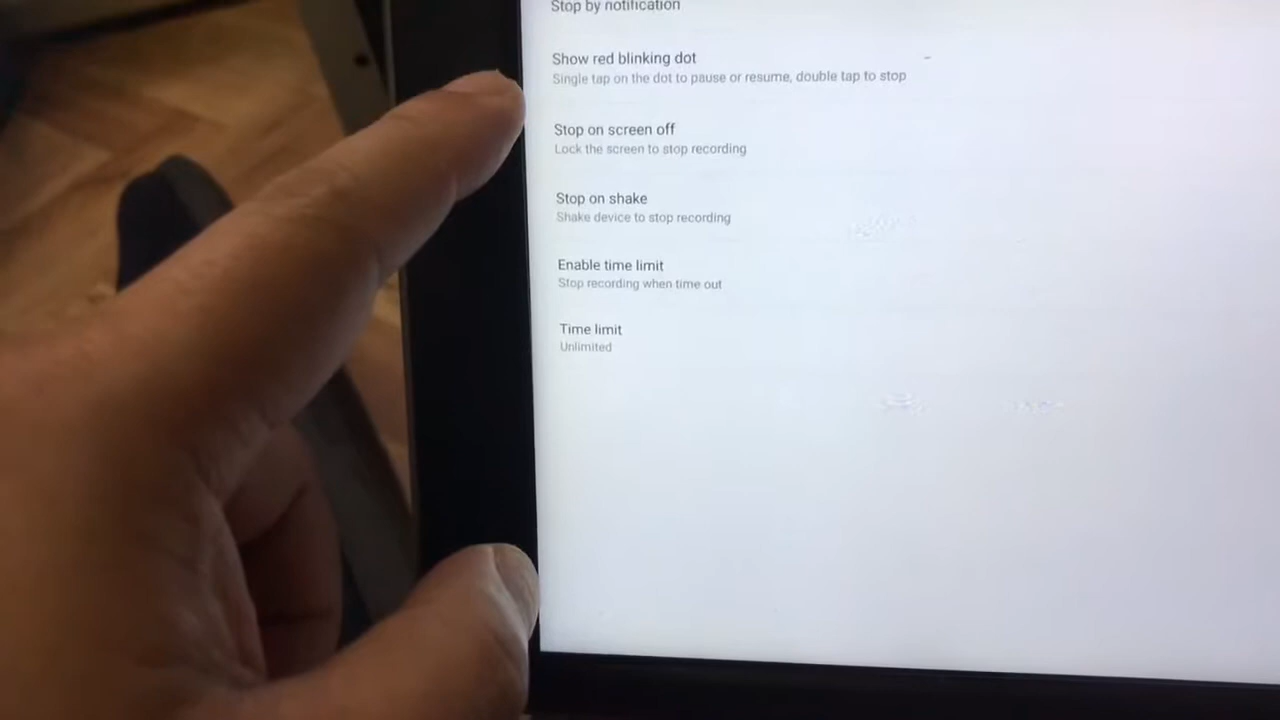 Stop by notification
Show red blinking dot
Single tap on the dot to pause or resume, double tap to stop
Stop on screen off
Lock the screen to stop recording
Stop on shake
Shake device to stop recording
Enable time limit
Stop recording when time out
Time limit
Unlimited